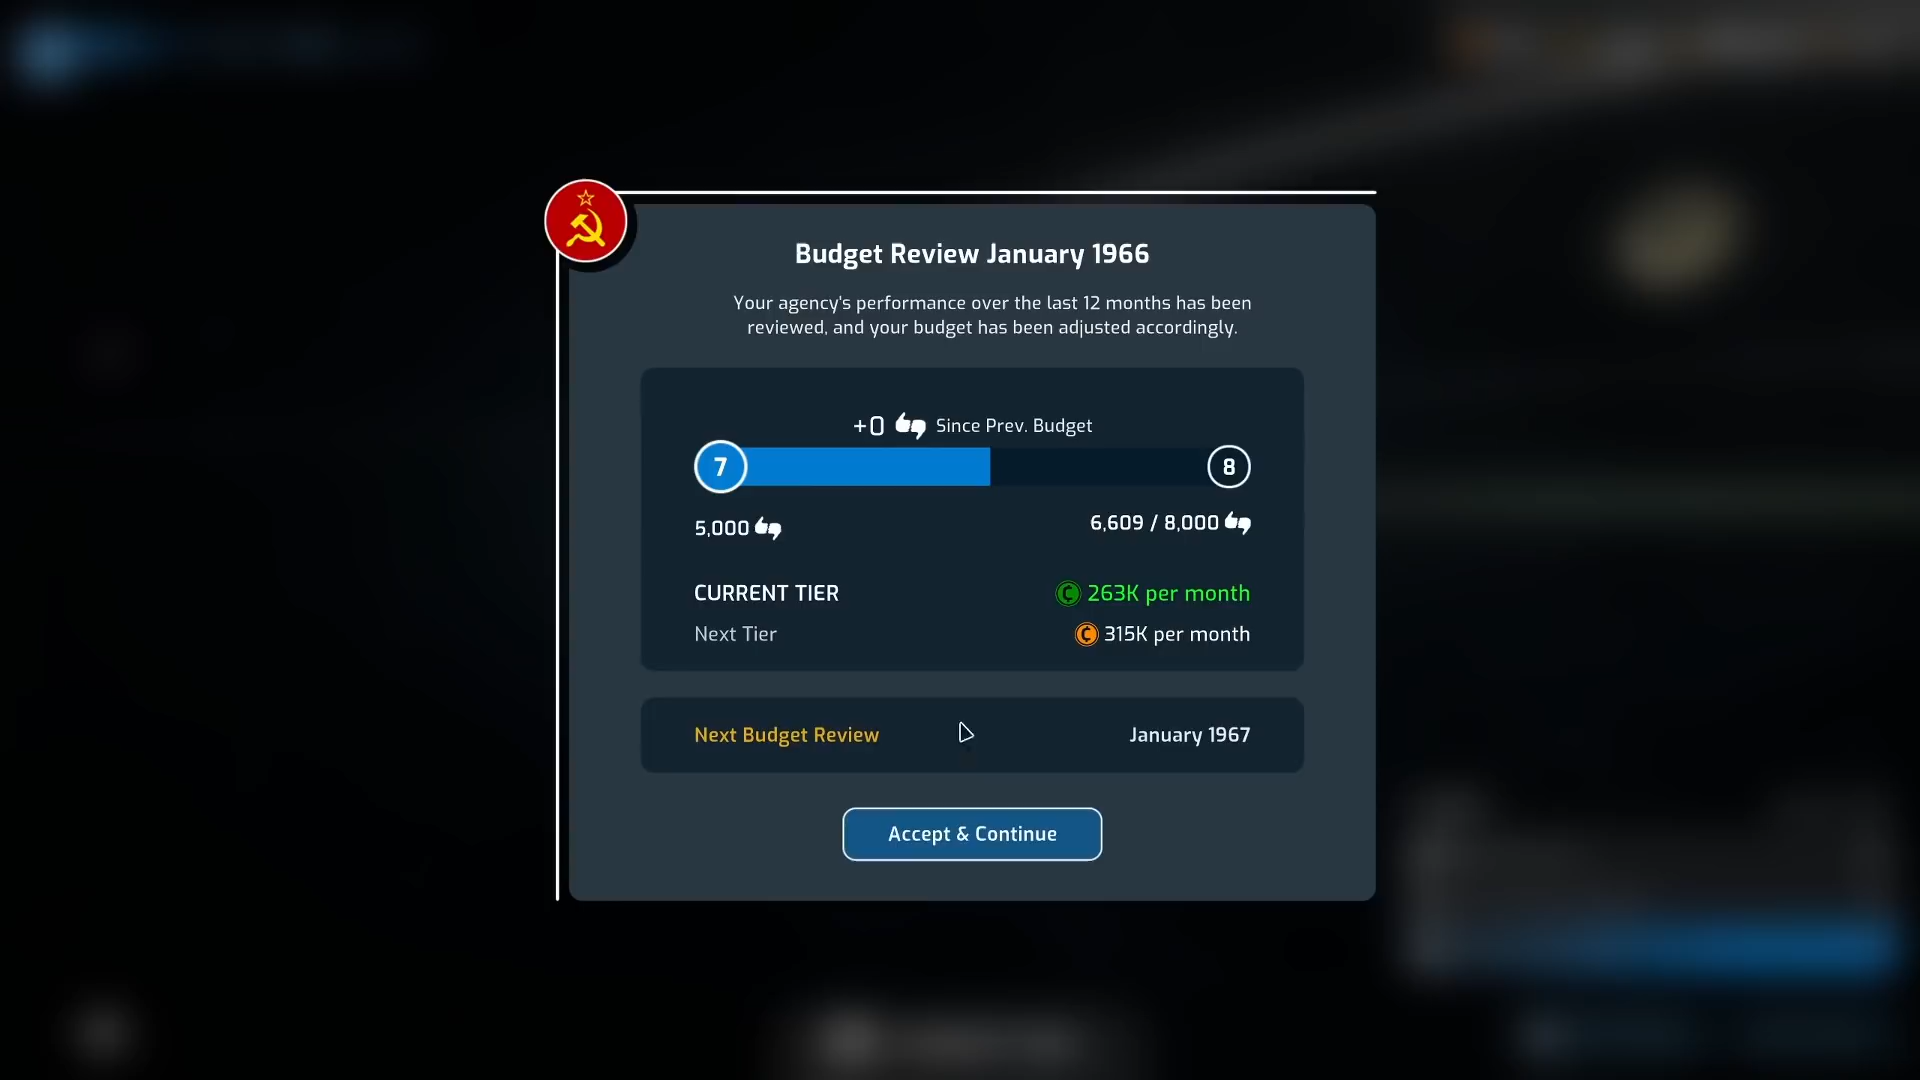 Budget Review January 1966
Your agency's performance over the last 12 months has been
reviewed, and your budget has been adjusted accordingly.
+0 Since Prev. Budget
7
8
5,000
6,609 / 8,000
CURRENT TIER
263K per month
Next Tier
315K per month
Next Budget Review
January 1967
Accept & Continue